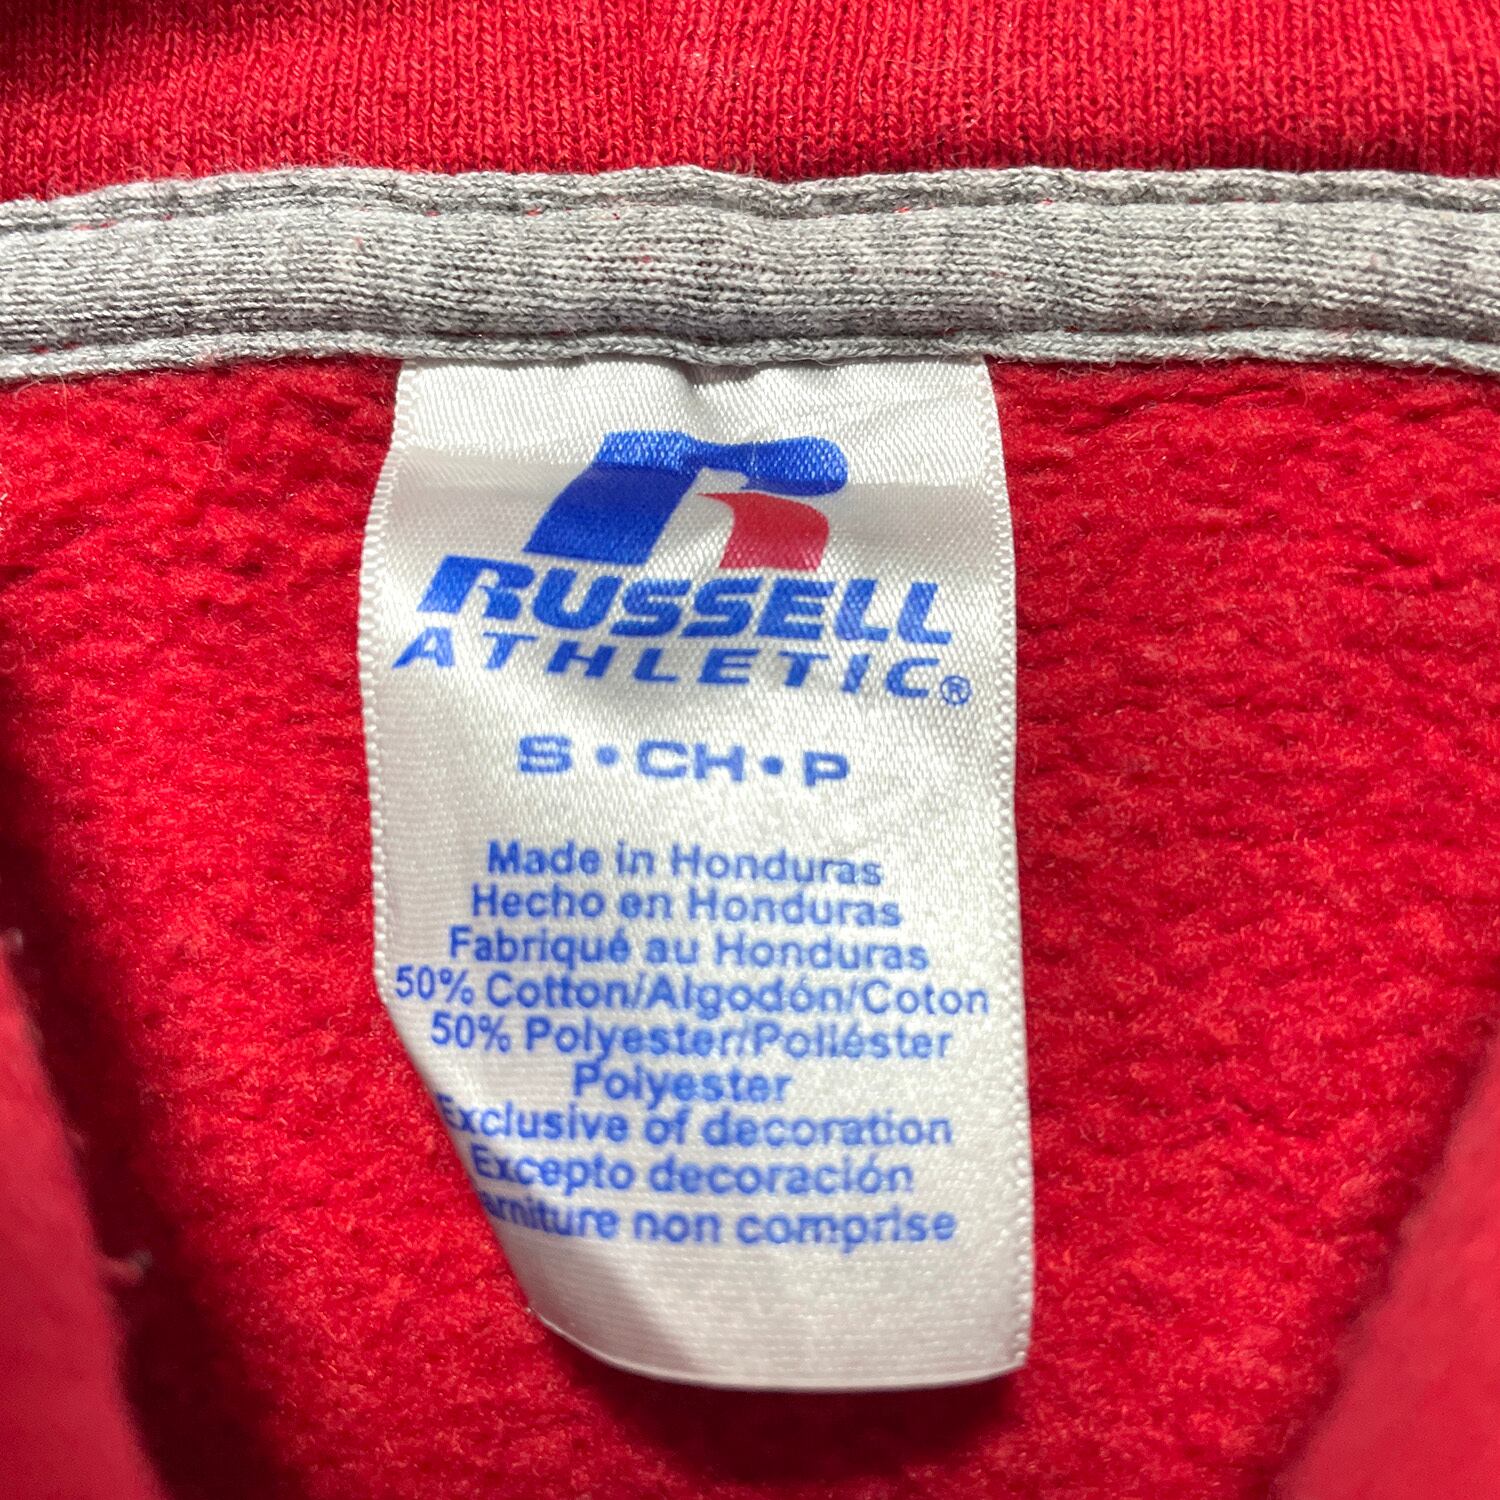 RUSSELL
ATHLETIC®
S • CH • P
Made in Honduras
Hecho en Honduras
Fabriqué au Honduras
50% Cotton/Algodón/Coton
50% Polyester/Poliéster
Polyester
Exclusive of decoration
Excepto decoración
non comprise